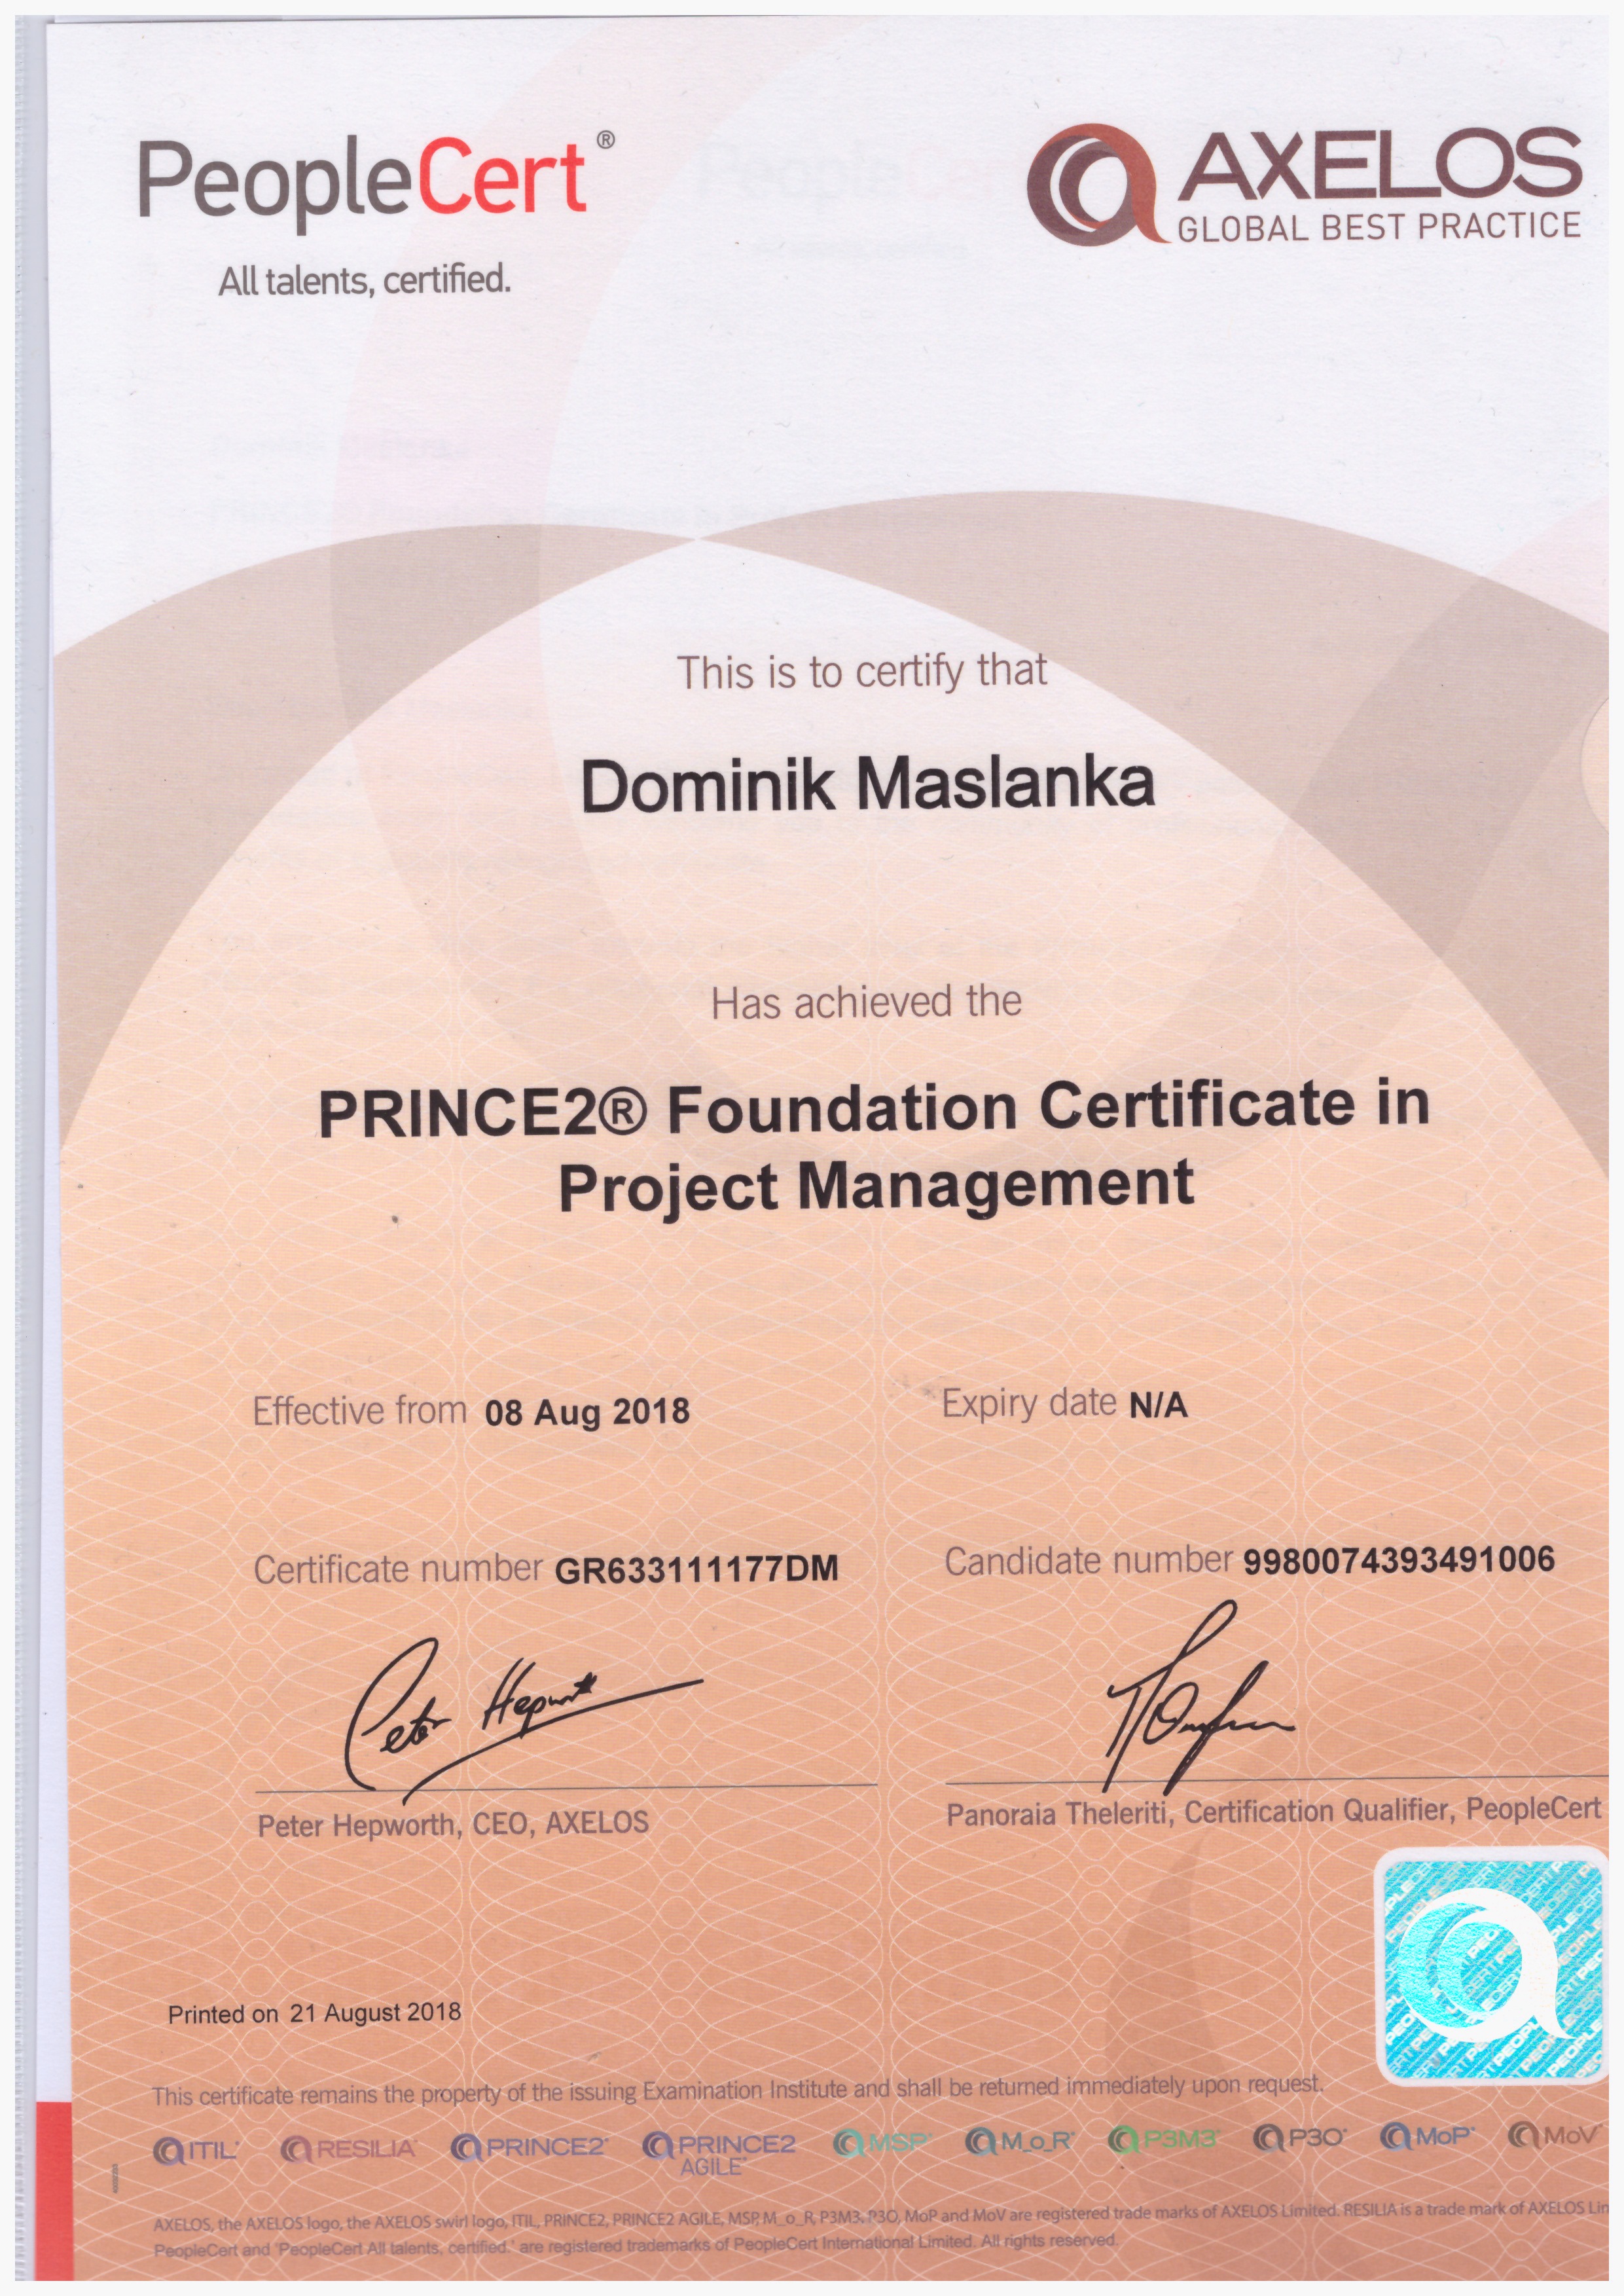 PeopleCert®
All talents, certified.
AXELOS
GLOBAL BEST PRACTICE
This is to certify that
Dominik Maslanka
Has achieved the
PRINCE2® Foundation Certificate in
Project Management
Effective from 08 Aug 2018
Expiry date N/A
Certificate number GR633111177DM
Candidate number 9980074393491006
Peter Hepworth
Peter Hepworth, CEO, AXELOS
Panoraia Theleriti, Certification Qualifier, PeopleCert
Printed on 21 August 2018
This certificate remains the property of the issuing Examination Institute and shall be returned immediately upon request.
ITIL® RESILIA™ PRINCE2® PRINCE2 AGILE® MSP® M_o_R® P3M3® P3O® MoP® MoV®
AXELOS, the AXELOS logo, the AXELOS swirl logo, ITIL, PRINCE2, PRINCE2 AGILE, MSP, M_o_R, P3M3, P3O, MoP and MoV are registered trade marks of AXELOS Limited. RESILIA is a trade mark of AXELOS Lim
PeopleCert and 'PeopleCert All talents, certified.' are registered trademarks of PeopleCert International Limited. All rights reserved.